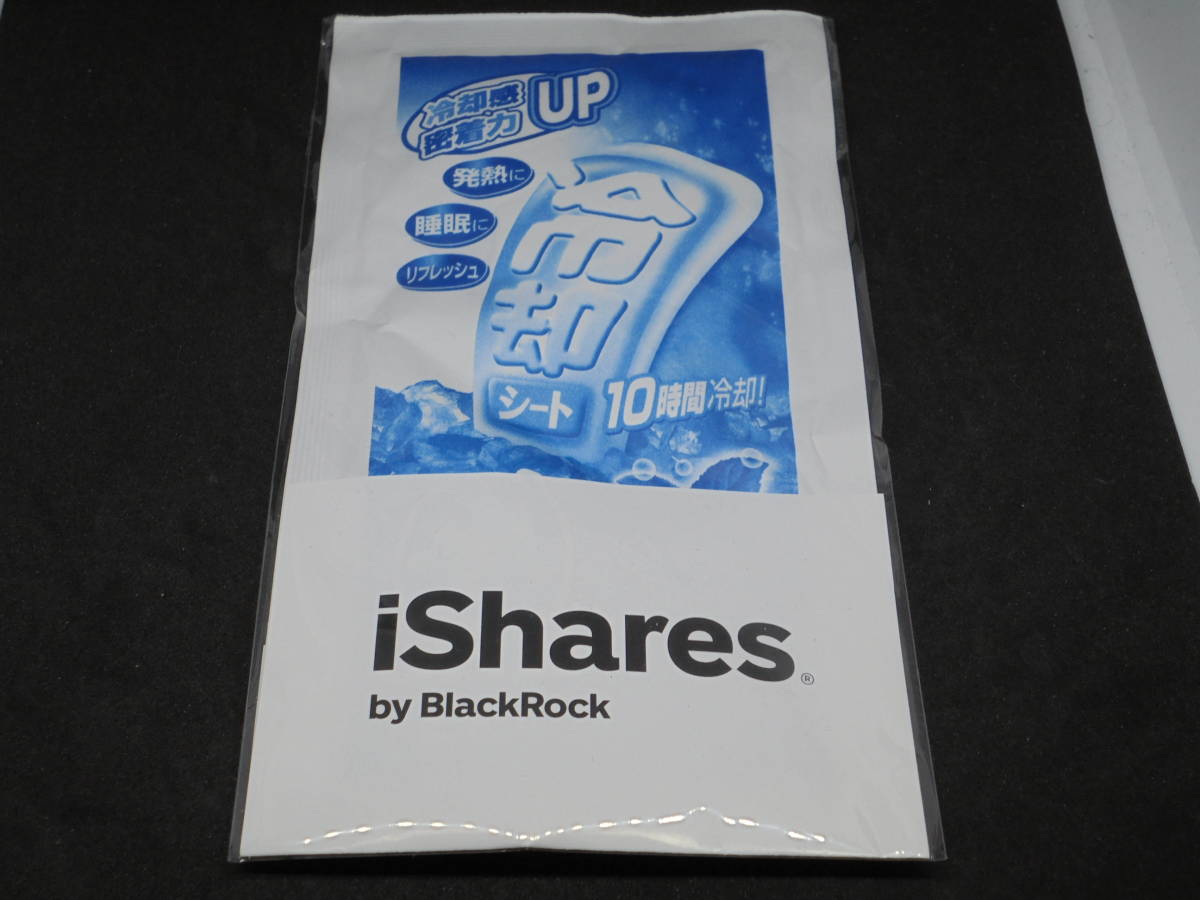 冷却感
密着力 UP
発熱に
睡眠に
リフレッシュ
冷却
シート
10時間冷却!
iShares®
by BlackRock